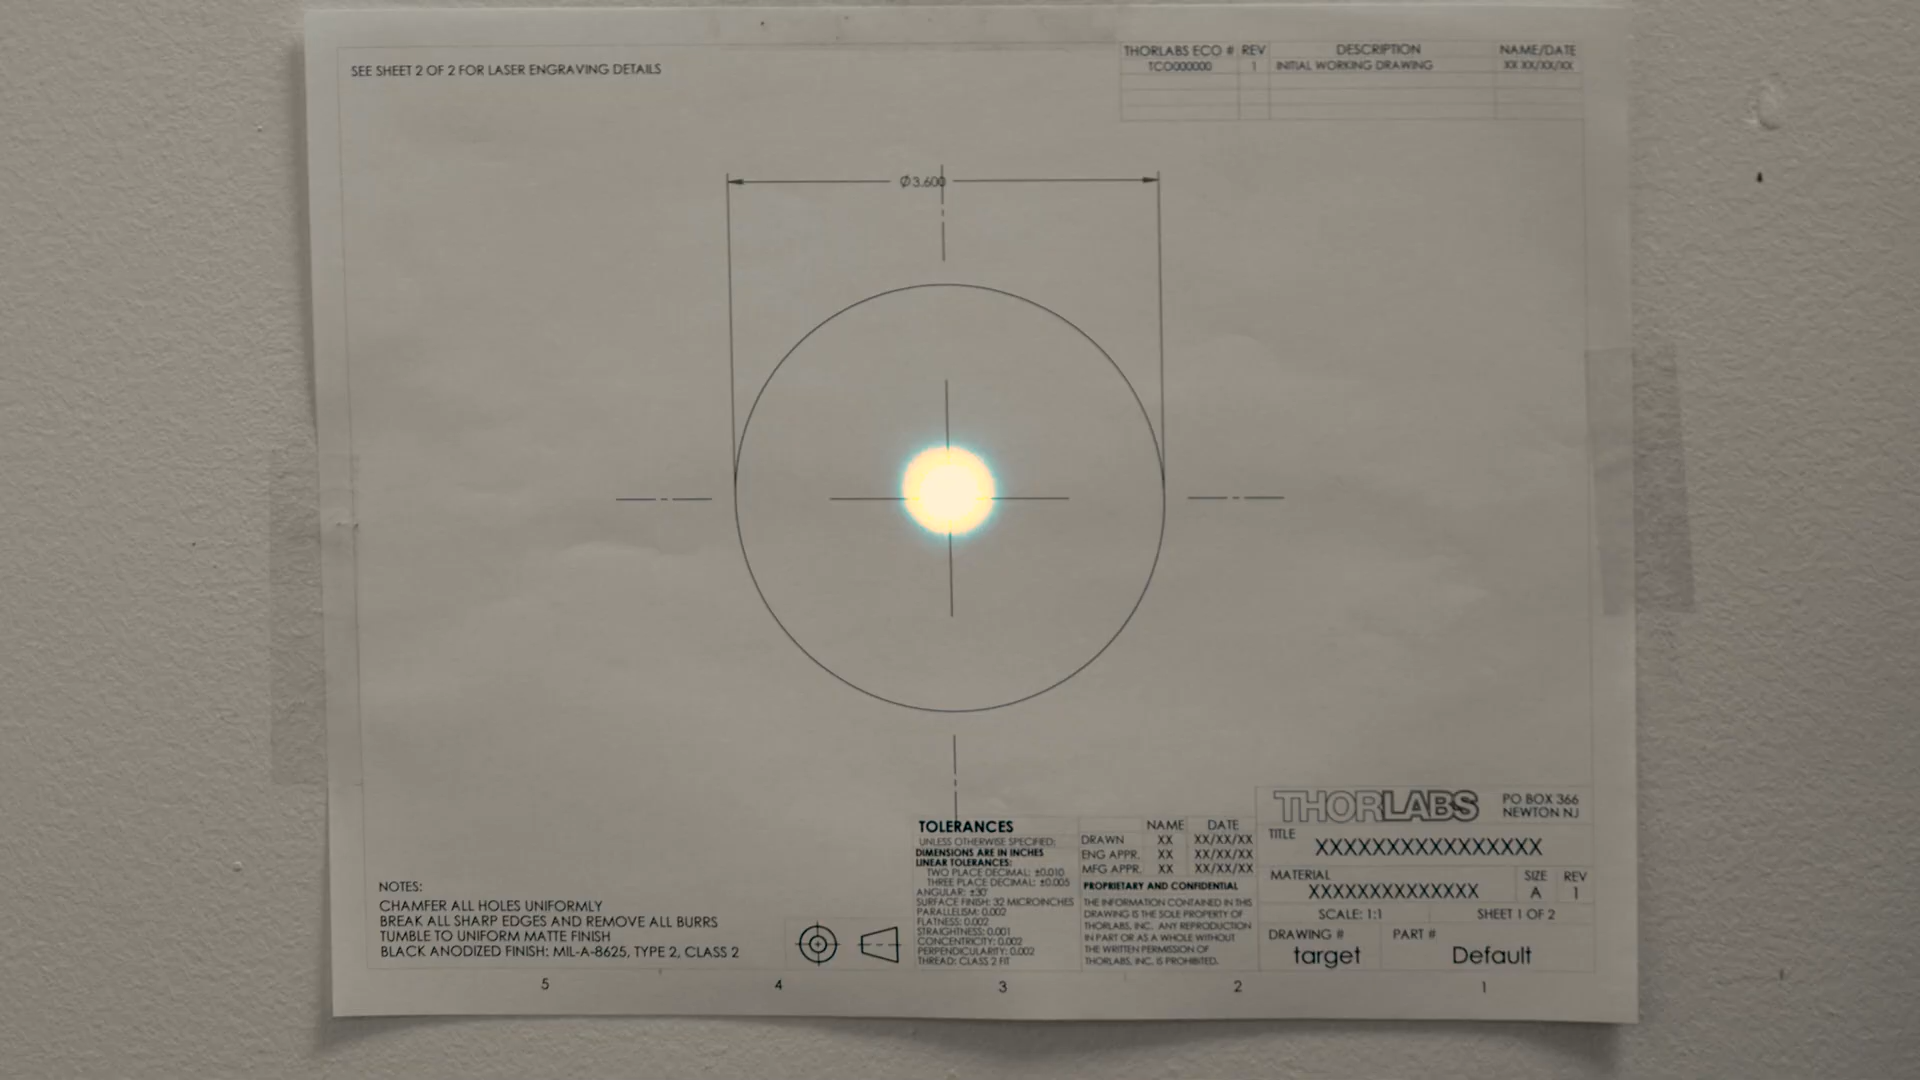 SEE SHEET 2 OF 2 FOR LASER ENGRAVING DETAILS
THORLABS ECO # REV DESCRIPTION NAME/DATE
TCO000000 1 INITIAL WORKING DRAWING XX XX/XX/XX
Ø3.600
NOTES:
CHAMFER ALL HOLES UNIFORMLY
BREAK ALL SHARP EDGES AND REMOVE ALL BURRS
TUMBLE TO UNIFORM MATTE FINISH
BLACK ANODIZED FINISH: MIL-A-8625, TYPE 2, CLASS 2
TOLERANCES
UNLESS OTHERWISE SPECIFIED:
DIMENSIONS ARE IN INCHES
LINEAR TOLERANCES:
TWO PLACE DECIMAL: ±0.010
THREE PLACE DECIMAL: ±0.005
ANGULAR: ±30'
SURFACE FINISH: 32 MICROINCHES
PARALLELISM: 0.002
FLATNESS: 0.002
STRAIGHTNESS: 0.001
CONCENTRICITY: 0.002
PERPENDICULARITY: 0.002
THREAD: CLASS 2 FIT
NAME DATE
DRAWN XX XX/XX/XX
ENG APPR. XX XX/XX/XX
MFG APPR. XX XX/XX/XX
PROPRIETARY AND CONFIDENTIAL
THE INFORMATION CONTAINED IN THIS
DRAWING IS THE SOLE PROPERTY OF
THORLABS, INC. ANY REPRODUCTION
IN PART OR AS A WHOLE WITHOUT
THE WRITTEN PERMISSION OF
THORLABS, INC. IS PROHIBITED.
THORLABS
PO BOX 366
NEWTON NJ
TITLE
XXXXXXXXXXXXXXXX
MATERIAL
XXXXXXXXXXXXXX
SIZE REV
A 1
SCALE: 1:1 SHEET 1 OF 2
DRAWING # PART #
target Default
5 4 3 2 1